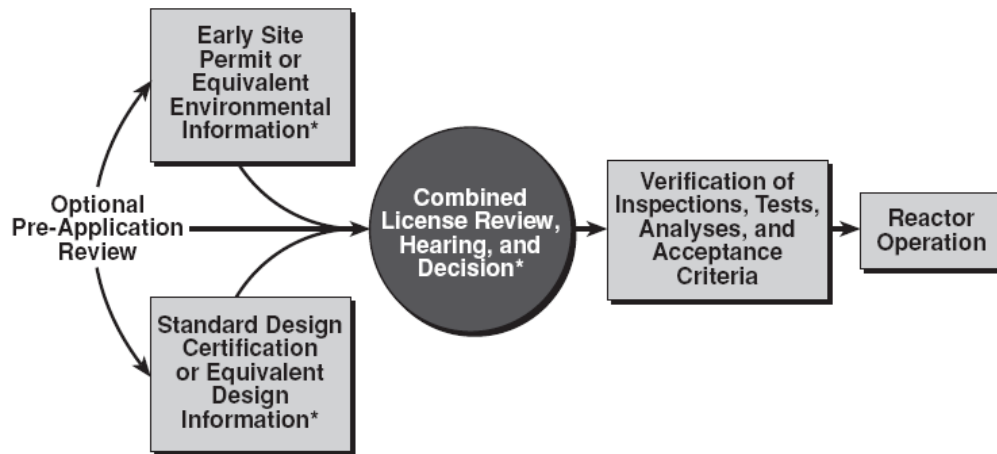 Early Site
Permit or
Equivalent
Environmental
Information*
Optional
Pre-Application
Review
Standard Design
Certification
or Equivalent
Design
Information*
Combined
License Review,
Hearing, and
Decision*
Verification of
Inspections, Tests,
Analyses, and
Acceptance
Criteria
Reactor
Operation